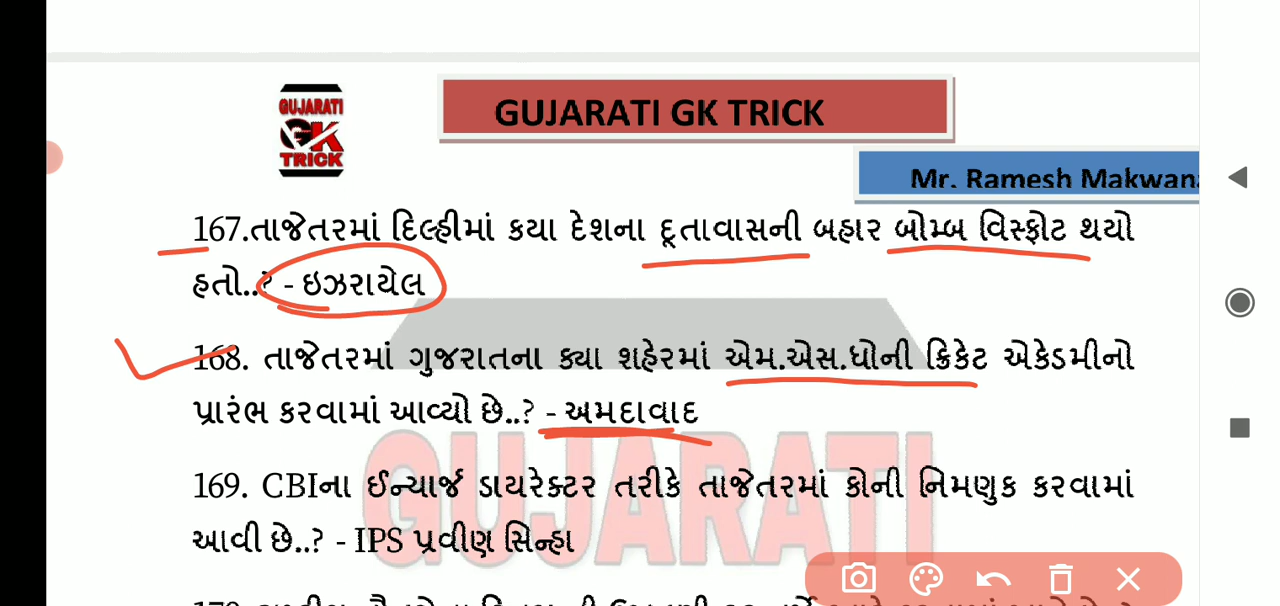 GUJARATI
GK
TRICK
GUJARATI GK TRICK
Mr. Ramesh Makwana
167.તાજેતરમાં દિલ્હીમાં કયા દેશના દૂતાવાસની બહાર બોમ્બ વિસ્ફોટ થયો
હતો..? - ઇઝરાયેલ
168. તાજેતરમાં ગુજરાતના ક્યા શહેરમાં એમ.એસ.ધોની ક્રિકેટ એકેડમીનો
પ્રારંભ કરવામાં આવ્યો છે..? - અમદાવાદ
169. CBIના ઈન્ચાર્જ ડાયરેક્ટર તરીકે તાજેતરમાં કોની નિમણુક કરવામાં
આવી છે..? - IPS પ્રવીણ સિન્હા
GUJARATI